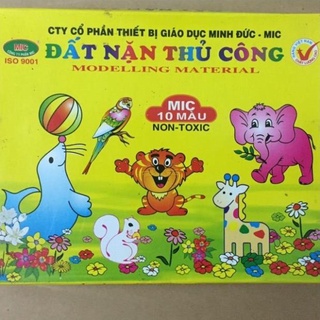 CTY CỔ PHẦN THIẾT BỊ GIÁO DỤC MINH ĐỨC - MIC
MIC
ISO 9001
ĐẤT NẶN THỦ CÔNG
MODELLING MATERIAL
MIC
10 MÀU
NON-TOXIC